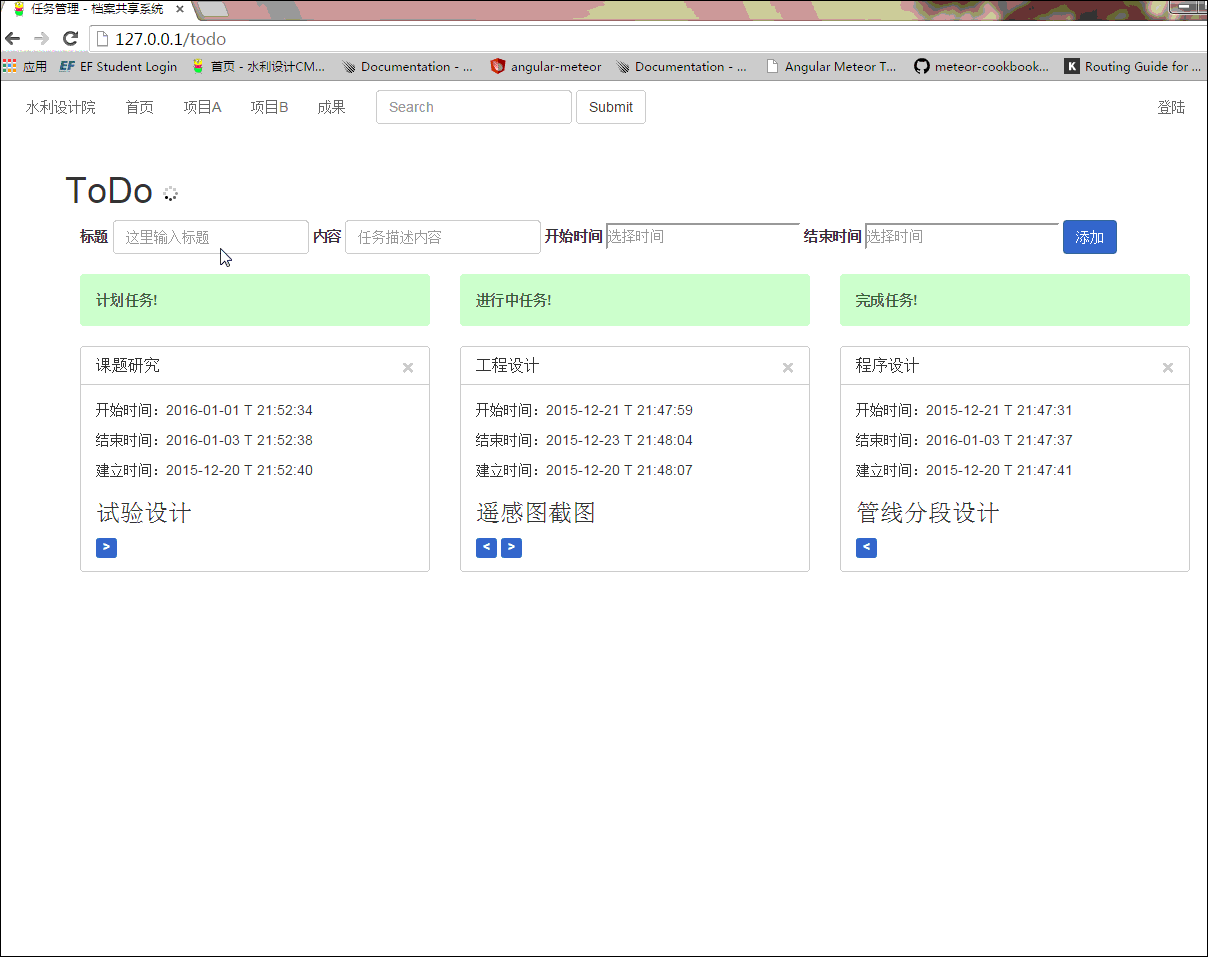 任务管理 - 档案共享系统 ×
127.0.0.1/todo
应用 EF EF Student Login 首页 - 水利设计CM... Documentation - ... angular-meteor Documentation - ... Angular Meteor T... meteor-cookbook... K Routing Guide for ...
水利设计院 首页 项目A 项目B 成果 Search Submit 登陆
ToDo
标题 这里输入标题 内容 任务描述内容 开始时间 选择时间 结束时间 选择时间 添加
计划任务! 进行中任务! 完成任务!
课题研究 × 工程设计 × 程序设计 ×
开始时间：2016-01-01 T 21:52:34 开始时间：2015-12-21 T 21:47:59 开始时间：2015-12-21 T 21:47:31
结束时间：2016-01-03 T 21:52:38 结束时间：2015-12-23 T 21:48:04 结束时间：2016-01-03 T 21:47:37
建立时间：2015-12-20 T 21:52:40 建立时间：2015-12-20 T 21:48:07 建立时间：2015-12-20 T 21:47:41
试验设计 遥感图截图 管线分段设计
> < > <